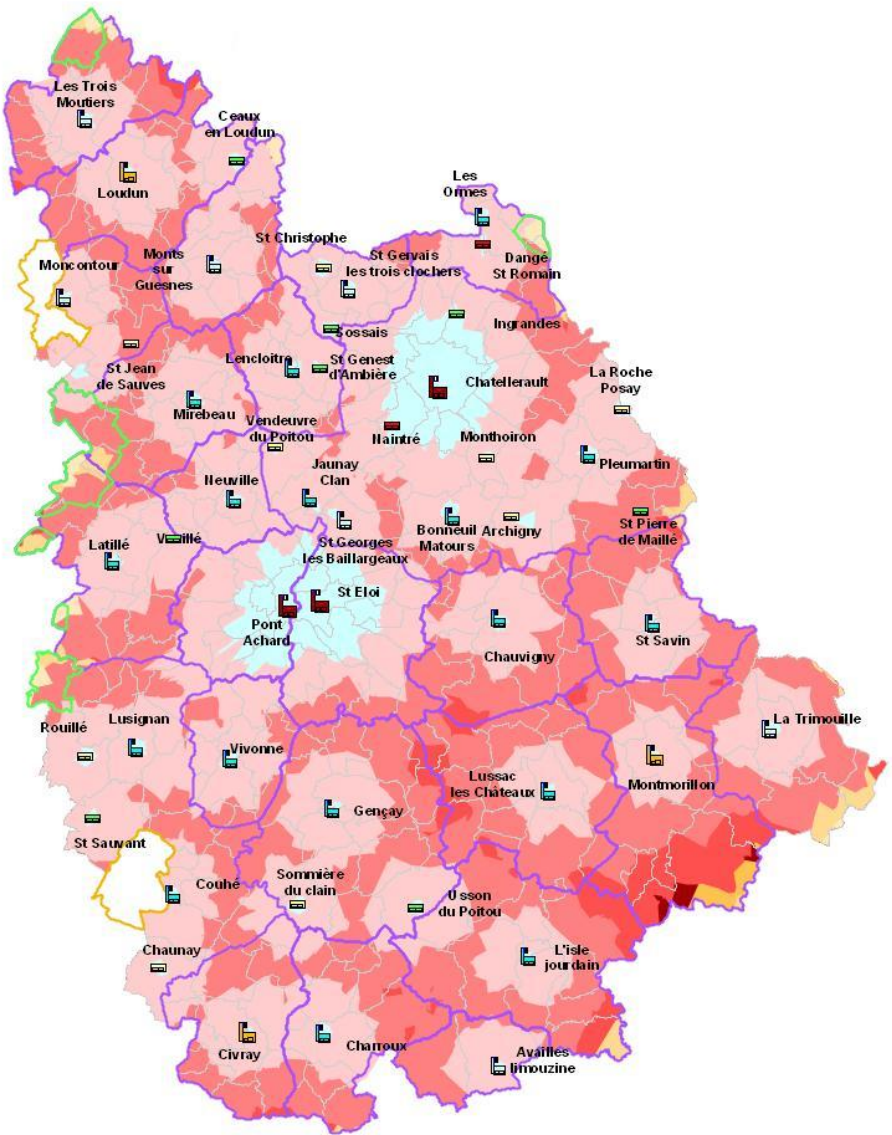 Les Trois
Moutiers
Ceaux
en Loudun
Loudun
Les
Ormes
St Christophe
St Gervais
les trois clochers
Dangé
St Romain
Moncontour
Monts
sur
Guesnes
Sossais
Ingrandes
St Jean
de Sauves
Lencloitre
St Genest
d'Ambière
Chatellerault
La Roche
Posay
Mirebeau
Vendeuvre
du Poitou
Naintré
Monthoiron
Pleumartin
Neuville
Jaunay
Clan
Bonneuil
Matours
Archigny
St Pierre
de Maillé
Latillé
St Georges
les Baillargeaux
St Eloi
Pont
Achard
Chauvigny
St Savin
Rouillé
Lusignan
Vivonne
La Trimouille
Lussac
les Châteaux
Montmorillon
Gençay
St Sauvant
Couhé
Sommière
du clain
Usson
du Poitou
Chaunay
L'isle
jourdain
Civray
Charroux
Availles
limouzine